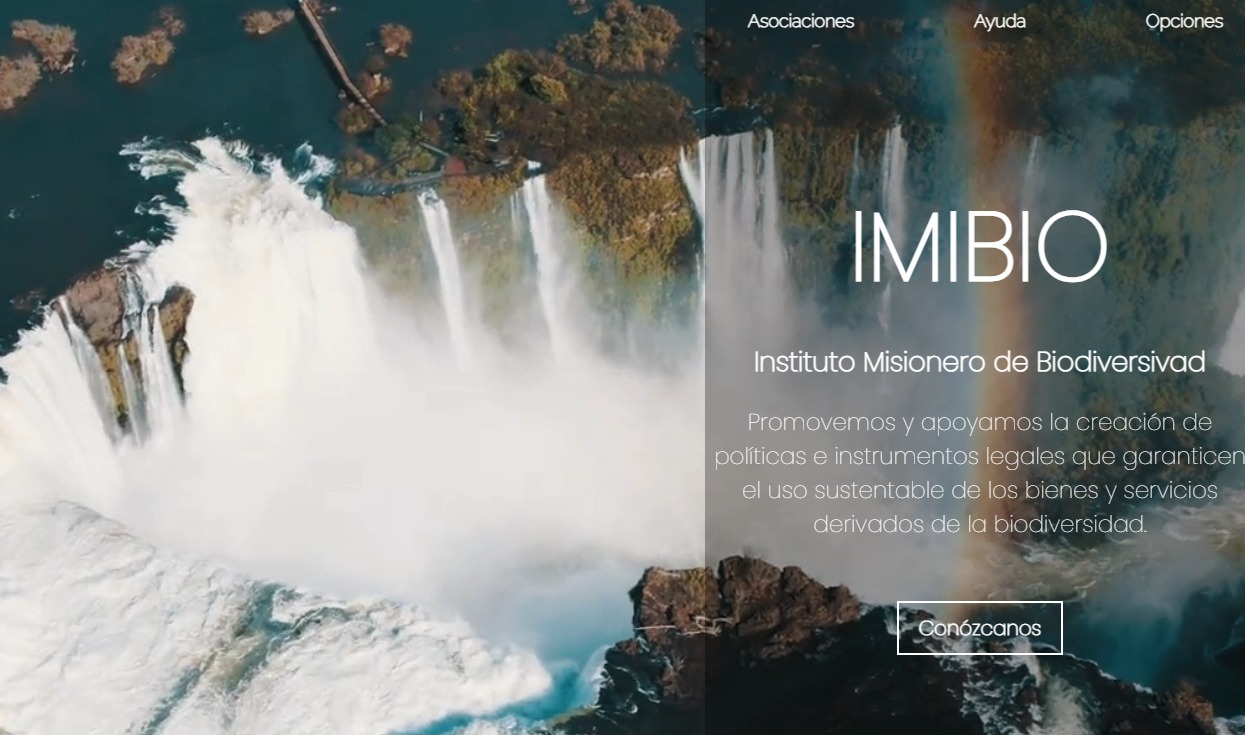 Asociaciones Ayuda Opciones
IMIBIO
Instituto Misionero de Biodiversivad
Promovemos y apoyamos la creación de
políticas e instrumentos legales que garanticen
el uso sustentable de los bienes y servicios
derivados de la biodiversidad.
Conózcanos